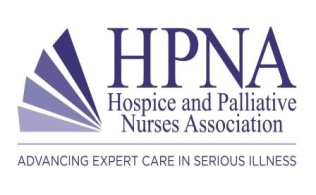 HPNA
Hospice and Palliative
Nurses Association
ADVANCING EXPERT CARE IN SERIOUS ILLNESS